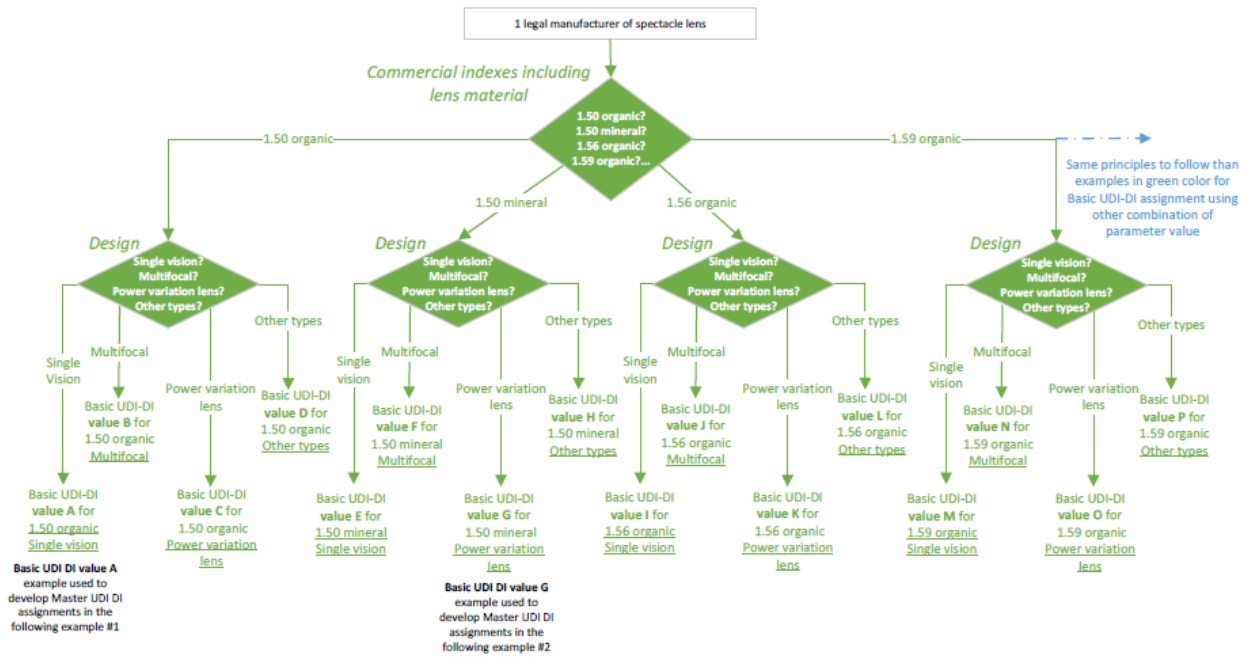 1 legal manufacturer of spectacle lens
Commercial indexes including
lens material
1.50 organic?
1.50 mineral?
1.56 organic?
1.59 organic?...
1.50 organic
1.59 organic
1.50 mineral
1.56 organic
Same principles to follow than
examples in green color for
Basic UDI-DI assignment using
other combination of
parameter value
Design
Single vision?
Multifocal?
Power variation lens?
Other types?
Single
Vision
Multifocal
Power variation
lens
Other types
Basic UDI-DI
value B for
1.50 organic
Multifocal
Basic UDI-DI
value D for
1.50 organic
Other types
Basic UDI-DI
value A for
1.50 organic
Single vision
Basic UDI-DI
value C for
1.50 organic
Power variation
lens
Basic UDI DI value A
example used to
develop Master UDI DI
assignments in the
following example #1
Design
Single vision?
Multifocal?
Power variation lens?
Other types?
Single
vision
Multifocal
Power variation
lens
Other types
Basic UDI-DI
value F for
1.50 mineral
Multifocal
Basic UDI-DI
value H for
1.50 mineral
Other types
Basic UDI-DI
value E for
1.50 mineral
Single vision
Basic UDI-DI
value G for
1.50 mineral
Power variation
lens
Basic UDI DI value G
example used to
develop Master UDI DI
assignments in the
following example #2
Design
Single vision?
Multifocal?
Power variation lens?
Other types?
Single
vision
Multifocal
Power variation
lens
Other types
Basic UDI-DI
value J for
1.56 organic
Multifocal
Basic UDI-DI
value L for
1.56 organic
Other types
Basic UDI-DI
value I for
1.56 organic
Single vision
Basic UDI-DI
value K for
1.56 organic
Power variation
lens
Design
Single vision?
Multifocal?
Power variation lens?
Other types?
Single
vision
Multifocal
Power variation
lens
Other types
Basic UDI-DI
value N for
1.59 organic
Multifocal
Basic UDI-DI
value P for
1.59 organic
Other types
Basic UDI-DI
value M for
1.59 organic
Single vision
Basic UDI-DI
value O for
1.59 organic
Power variation
lens